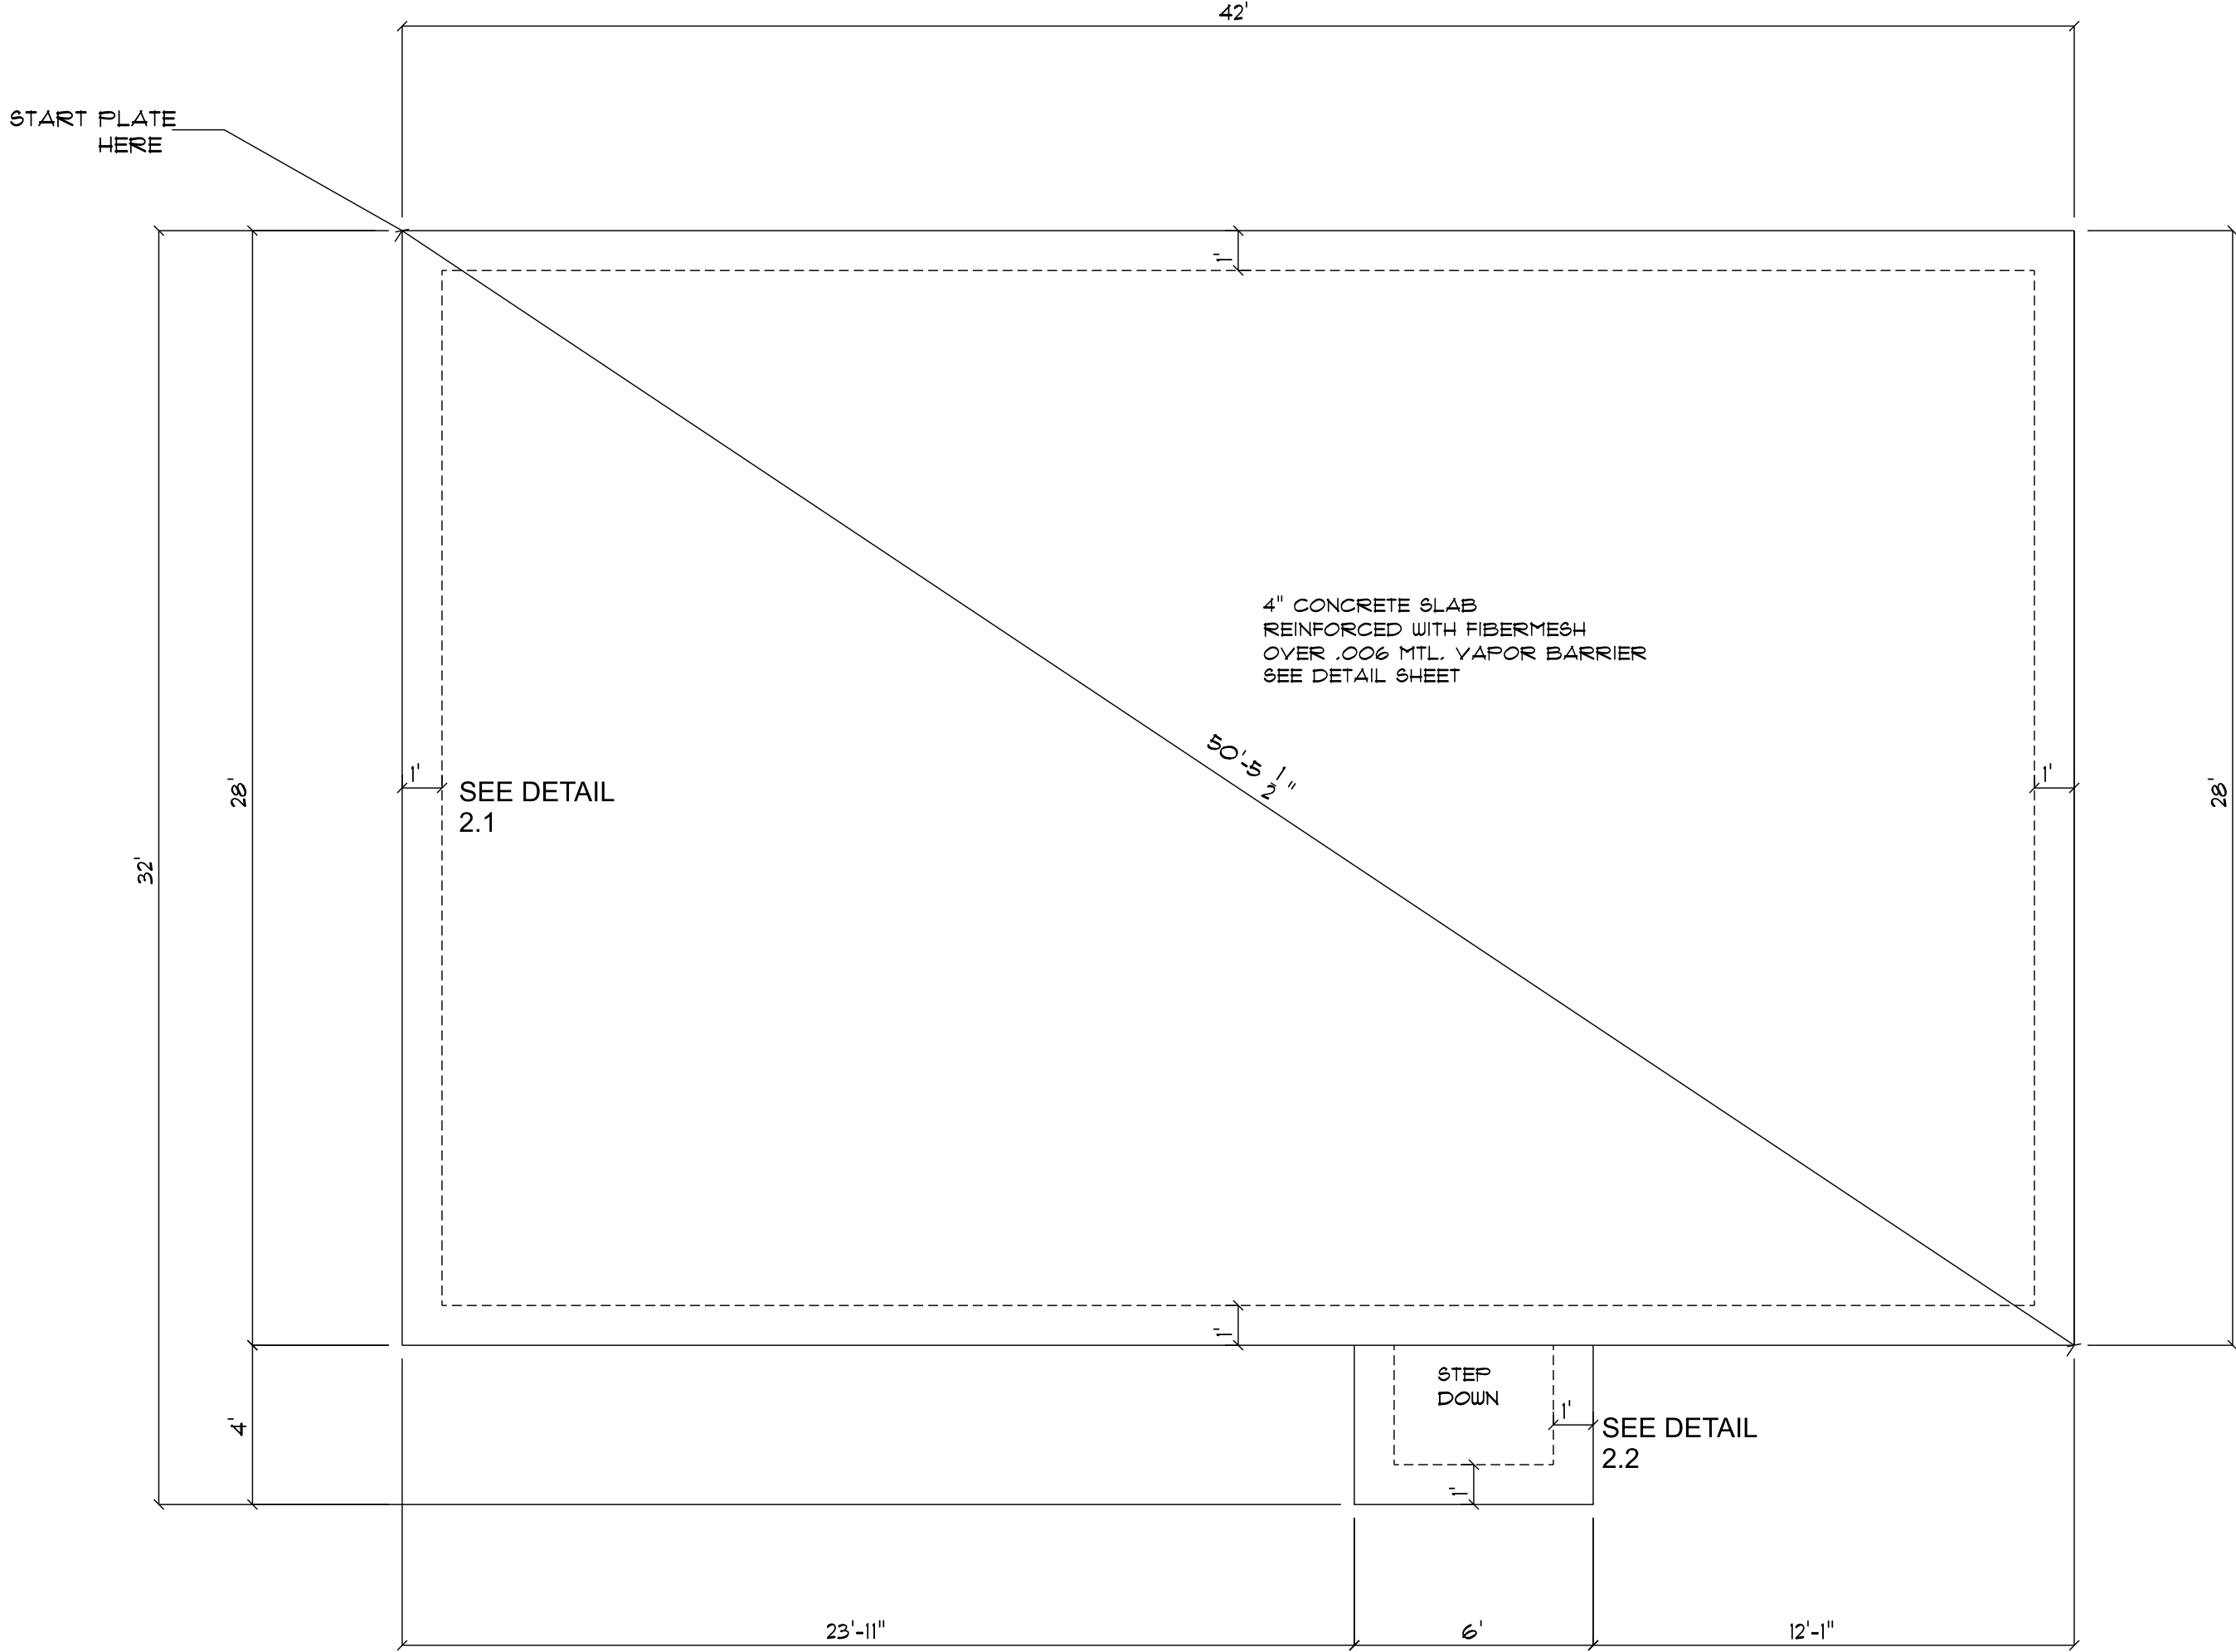 42'
START PLATE
HERE
1'
4" CONCRETE SLAB
REINFORCED WITH FIBERMESH
OVER .006 MTL. VAPOR BARRIER
SEE DETAIL SHEET
50'-5 1/2"
1'
SEE DETAIL
2.1
1'
28'
28'
32'
1'
STEP
DOWN
1'
SEE DETAIL
2.2
4'
1'
23'-11"
6'
12'-1"